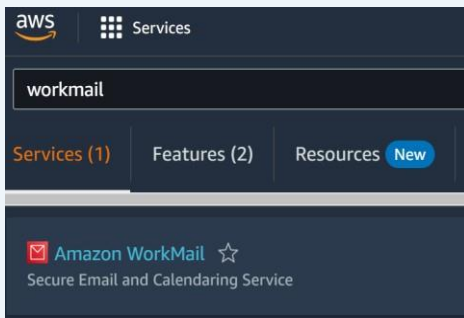 aws
Services
workmail
Services (1) Features (2) Resources New
Amazon WorkMail
Secure Email and Calendaring Service